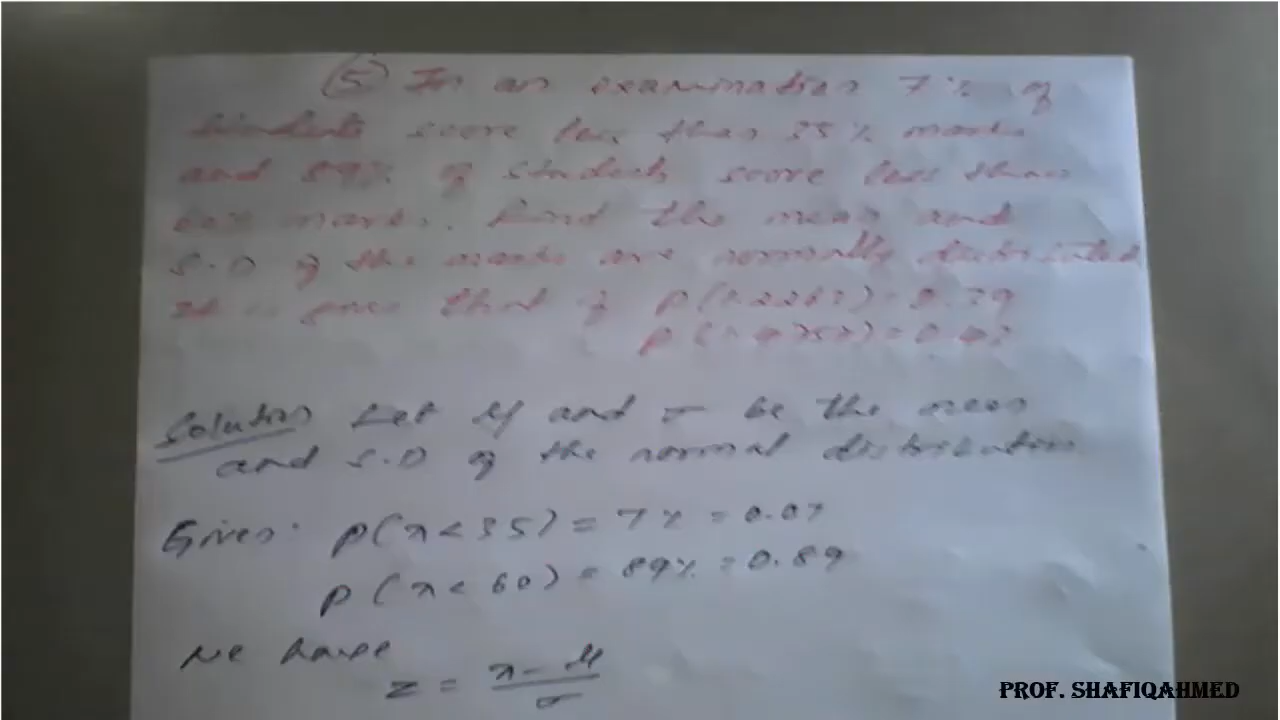 (5) In an examination 7% of
students score less than 35% marks
and 89% of students score less than
60% marks. Find the mean and
S.D of the marks are normally distributed
It is given that if P(
P(
Solution Let μ and σ be the mean
and S.D of the normal distribution
Given: P(x<35) = 7% = 0.07
P(x<60) = 89% = 0.89
We have
z = x-μ/σ
PROF. SHAFIQAHMED